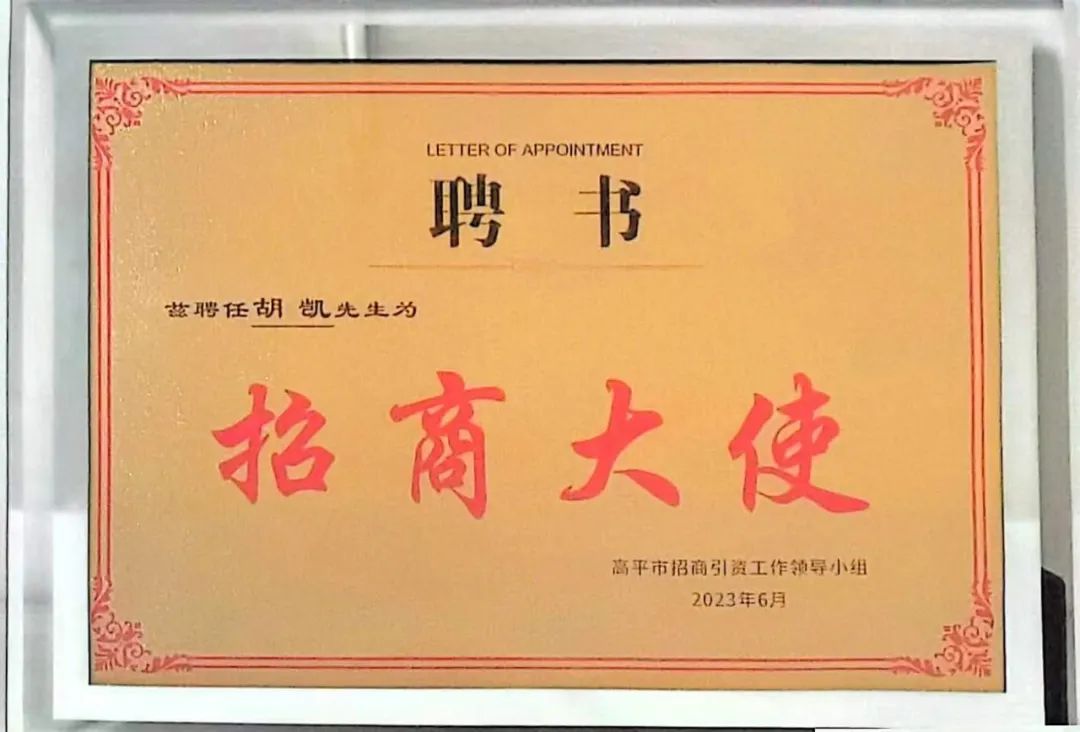 LETTER OF APPOINTMENT
聘 书
兹聘任胡 凯先生为
招商大使
高平市招商引资工作领导小组
2023年6月